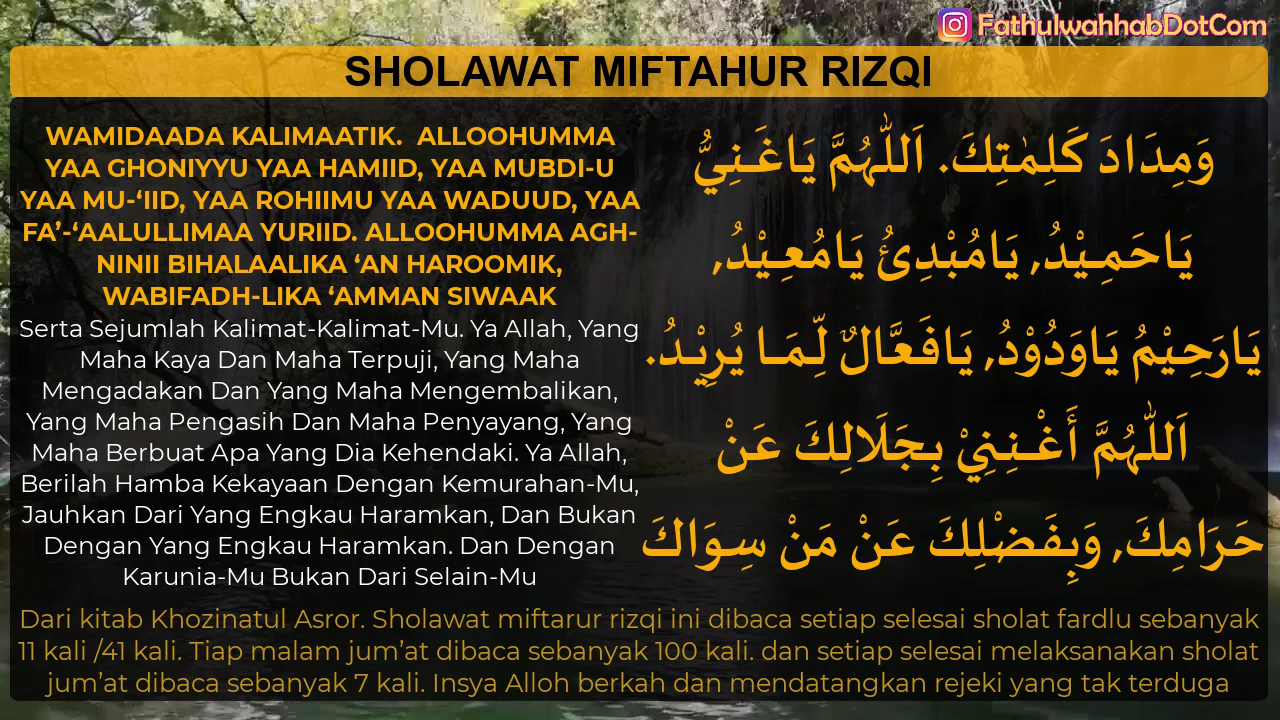 FathulwahhabDotCom
SHOLAWAT MIFTAHUR RIZQI
WAMIDAADA KALIMAATIK.  ALLOOHUMMA
YAA GHONIYYU YAA HAMIID, YAA MUBDI-U
YAA MU-‘IID, YAA ROHIIMU YAA WADUUD, YAA
FA’-‘AALULLIMAA YURIID. ALLOOHUMMA AGH-
NINII BIHALAALIKA ‘AN HAROOMIK,
WABIFADH-LIKA ‘AMMAN SIWAAK
Serta Sejumlah Kalimat-Kalimat-Mu. Ya Allah, Yang
Maha Kaya Dan Maha Terpuji, Yang Maha
Mengadakan Dan Yang Maha Mengembalikan,
Yang Maha Pengasih Dan Maha Penyayang, Yang
Maha Berbuat Apa Yang Dia Kehendaki. Ya Allah,
Berilah Hamba Kekayaan Dengan Kemurahan-Mu,
Jauhkan Dari Yang Engkau Haramkan, Dan Bukan
Dengan Yang Engkau Haramkan. Dan Dengan
Karunia-Mu Bukan Dari Selain-Mu
وَمِدَادَ كَلِمٰتِكَ. اَللّٰهُمَّ يَاغَنِيُّ
يَاحَمِيْدُ, يَامُبْدِئُ يَامُعِيْدُ,
يَارَحِيْمُ يَاوَدُوْدُ, يَافَعَّالٌ لِّمَا يُرِيْدُ.
اَللّٰهُمَّ أَغْنِنِيْ بِجَلَالِكَ عَنْ
حَرَامِكَ, وَبِفَضْلِكَ عَنْ مَنْ سِوَاكَ
Dari kitab Khozinatul Asror. Sholawat miftarur rizqi ini dibaca setiap selesai sholat fardlu sebanyak
11 kali /41 kali. Tiap malam jum’at dibaca sebanyak 100 kali. dan setiap selesai melaksanakan sholat
jum’at dibaca sebanyak 7 kali. Insya Alloh berkah dan mendatangkan rejeki yang tak terduga